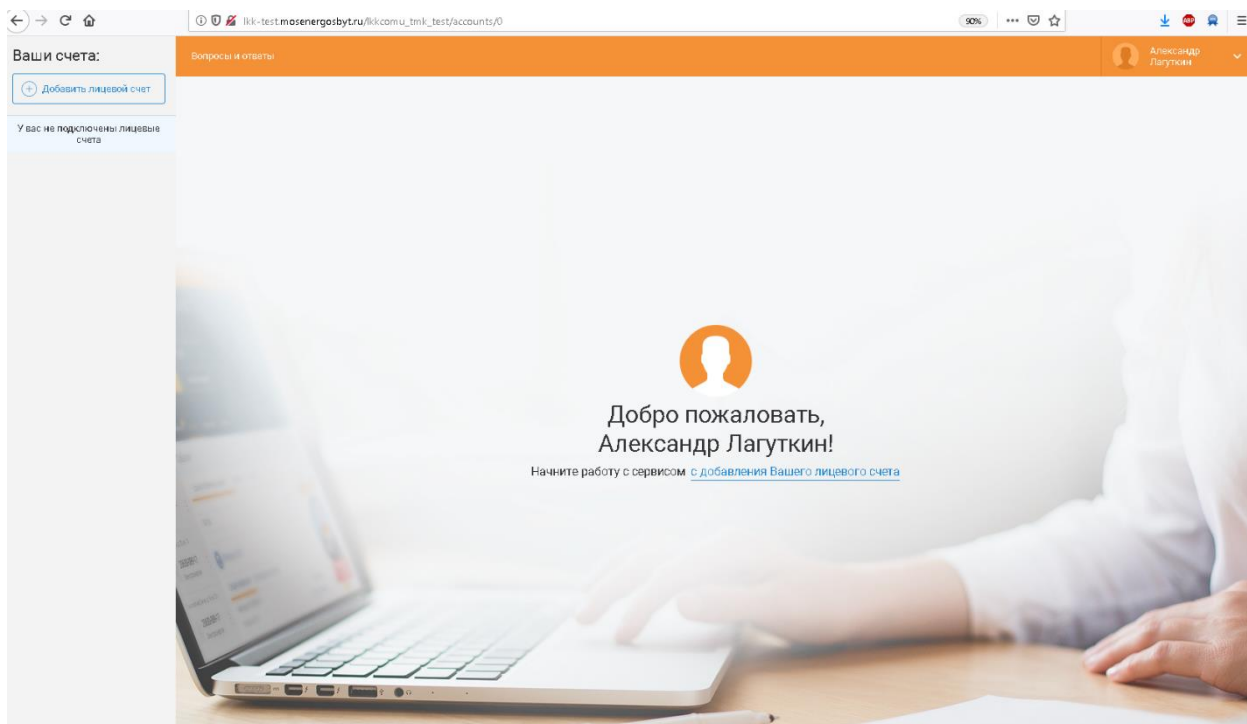 lkk-test.mosenergosbyt.ru/lkkcomu_tmk_test/accounts/0
90%
ABP
Ваши счета:
Вопросы и ответы
Александр
Лагуткин
Добавить лицевой счет
У вас не подключены лицевые
счета
Добро пожаловать,
Александр Лагуткин!
Начните работу с сервисом с добавления Вашего лицевого счета